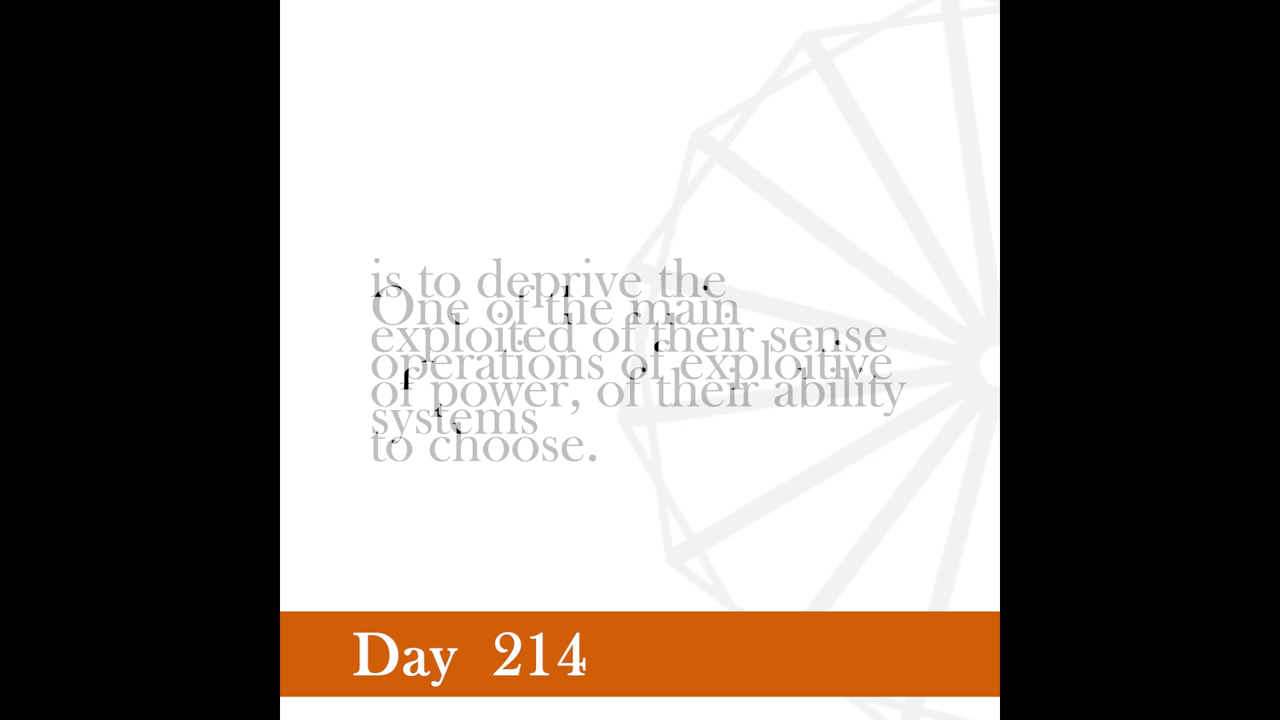 is to deprive the
One of the main
exploited of their sense
operations of exploitive
of power, of their ability
systems
to choose.
Day 214